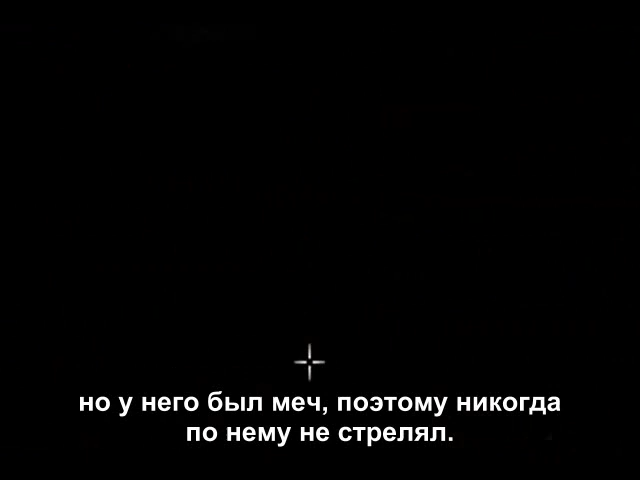 но у него был меч, поэтому никогда
по нему не стрелял.